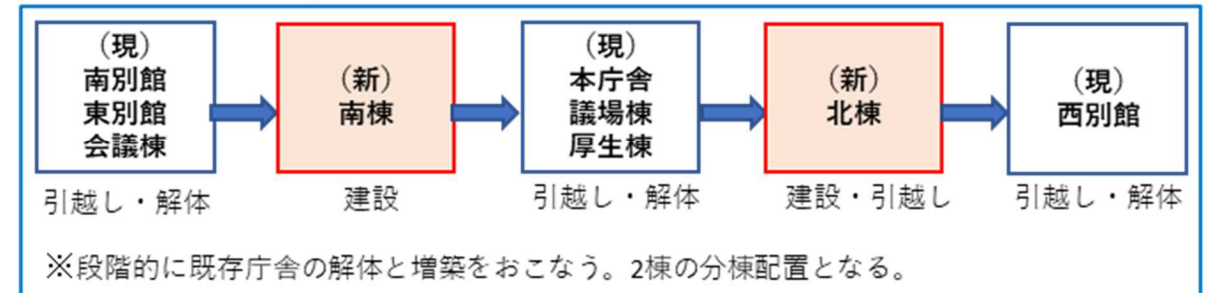 （現）
南別館
東別館
会議棟
引越し・解体
（新）
南棟
建設
（現）
本庁舎
議場棟
厚生棟
引越し・解体
（新）
北棟
建設・引越し
（現）
西別館
引越し・解体
※段階的に既存庁舎の解体と増築をおこなう。2棟の分棟配置となる。